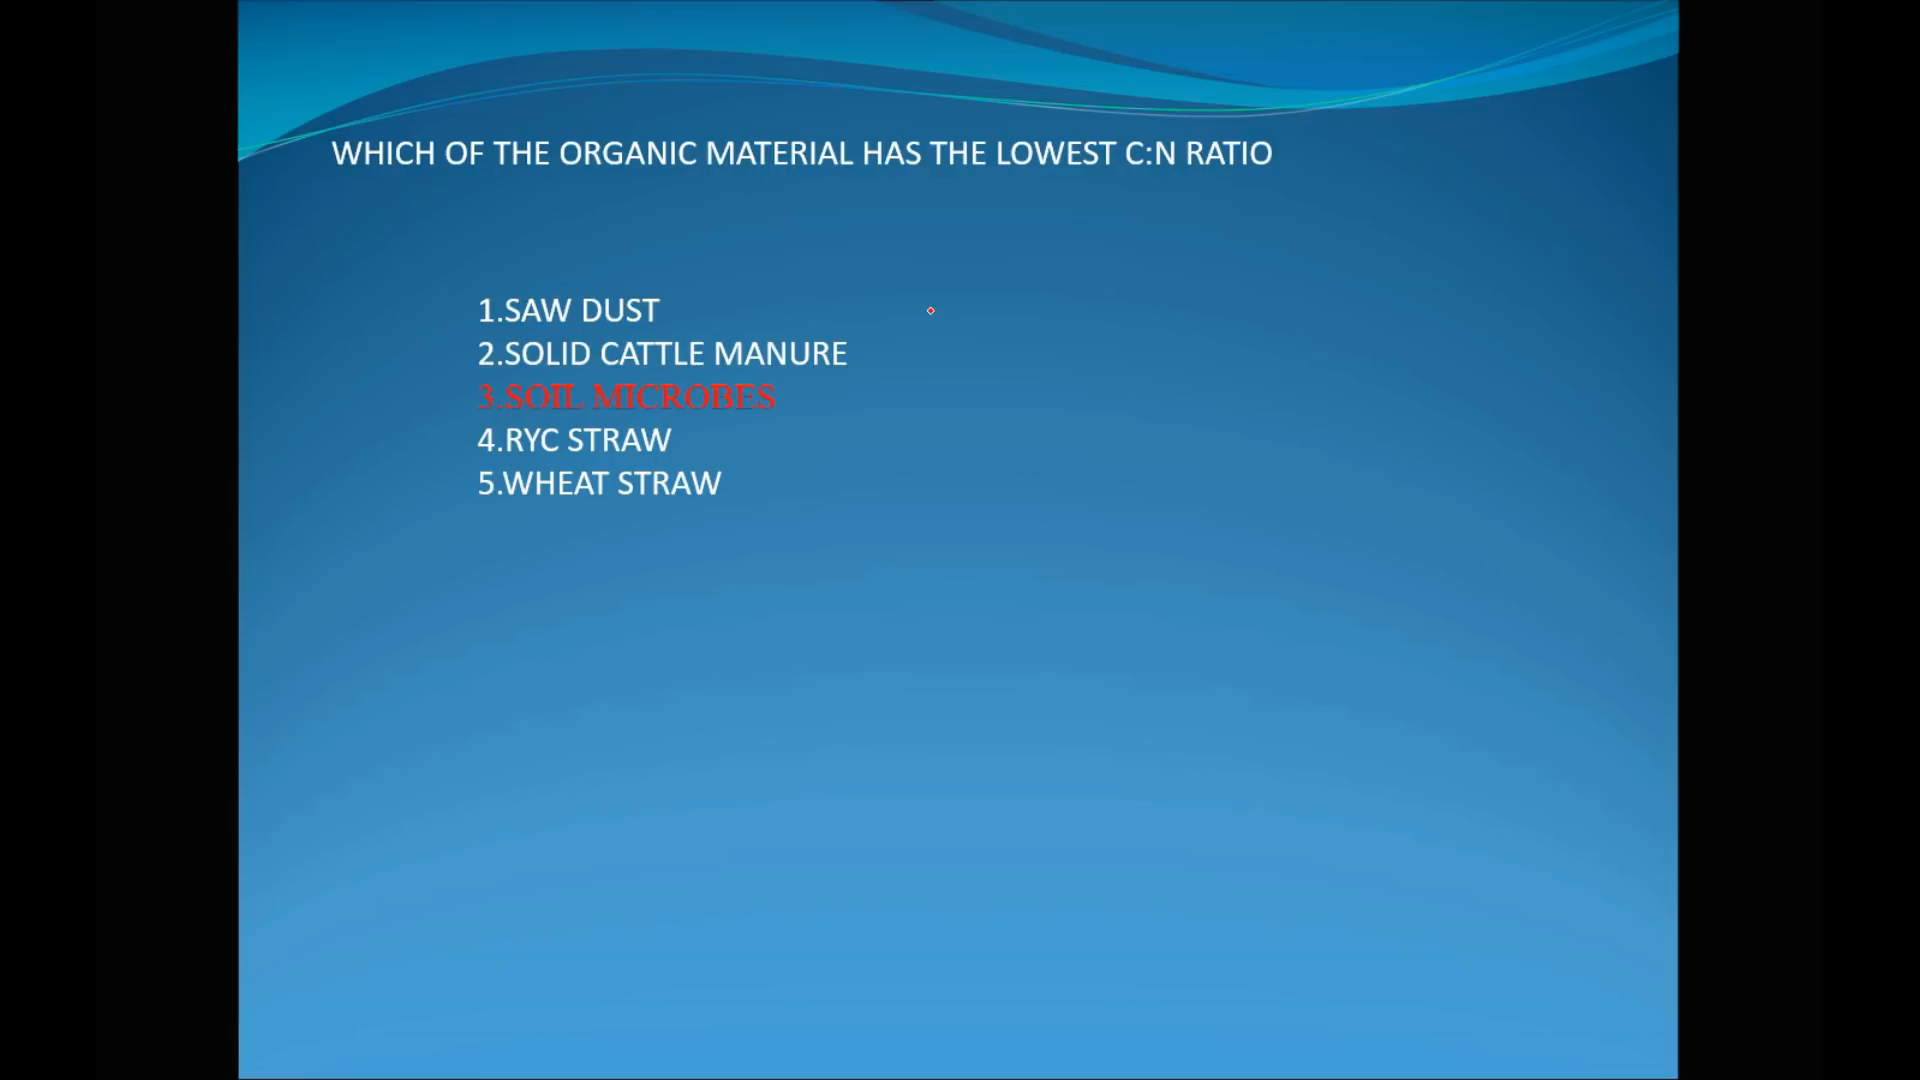 WHICH OF THE ORGANIC MATERIAL HAS THE LOWEST C:N RATIO
1.SAW DUST
2.SOLID CATTLE MANURE
3.SOIL MICROBES
4.RYC STRAW
5.WHEAT STRAW